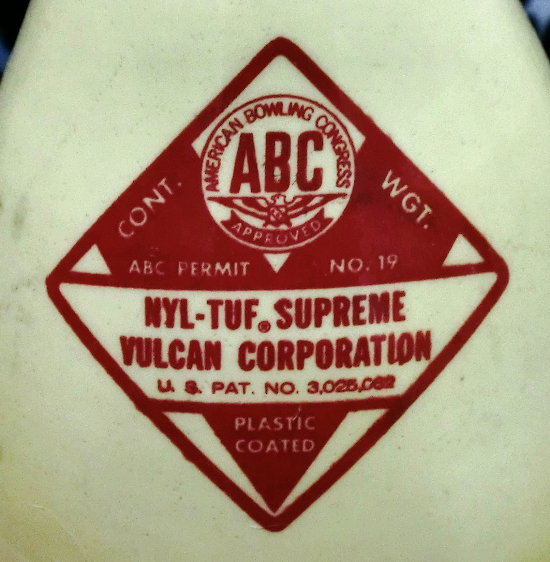 AMERICAN BOWLING CONGRESS
ABC
APPROVED
CONT. WGT.
ABC PERMIT NO. 19
NYL-TUF® SUPREME
VULCAN CORPORATION
U. S. PAT. NO. 3,025,062
PLASTIC
COATED